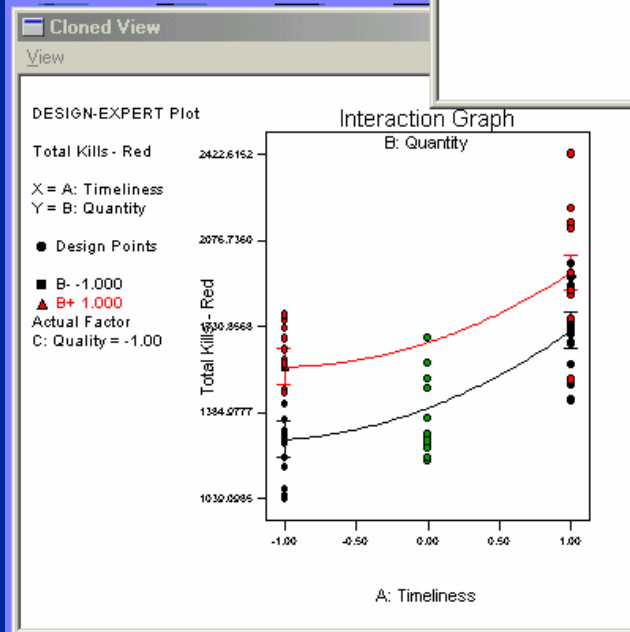 Cloned View
View
DESIGN-EXPERT Plot
Total Kills - Red
X = A: Timeliness
Y = B: Quantity
Design Points
B- -1.000
B+ 1.000
Actual Factor
C: Quality = -1.00
Interaction Graph
B: Quantity
Total Kills - Red
2422.6152
2076.7360
1384.9777
1039.0985
-1.00 -0.50 0.00 0.50 1.00
A: Timeliness